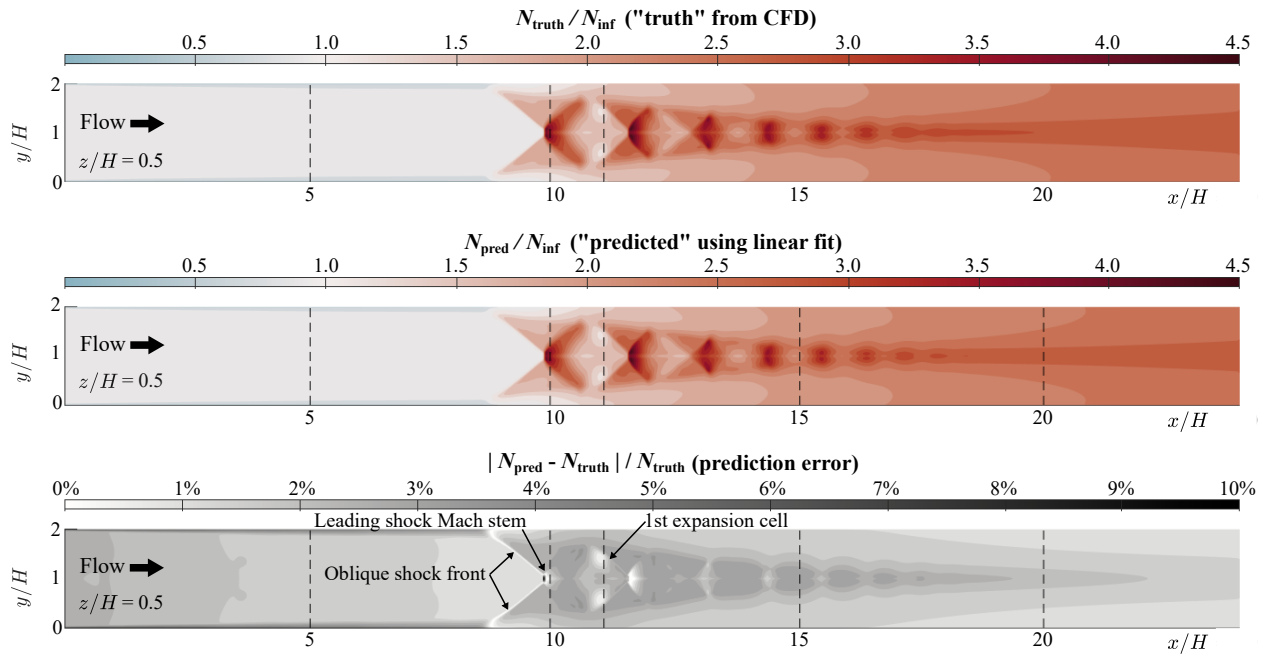 N_truth / N_inf ("truth" from CFD)
0.5 1.0 1.5 2.0 2.5 3.0 3.5 4.0 4.5
2
Flow
y/H 1
z/H = 0.5
0
5 10 15 20 x/H
N_pred / N_inf ("predicted" using linear fit)
0.5 1.0 1.5 2.0 2.5 3.0 3.5 4.0 4.5
2
Flow
y/H 1
z/H = 0.5
0
5 10 15 20 x/H
| N_pred - N_truth | / N_truth (prediction error)
0% 1% 2% 3% 4% 5% 6% 7% 8% 9% 10%
Leading shock Mach stem 1st expansion cell
2
Flow
Oblique shock front
y/H 1
z/H = 0.5
0
5 10 15 20 x/H